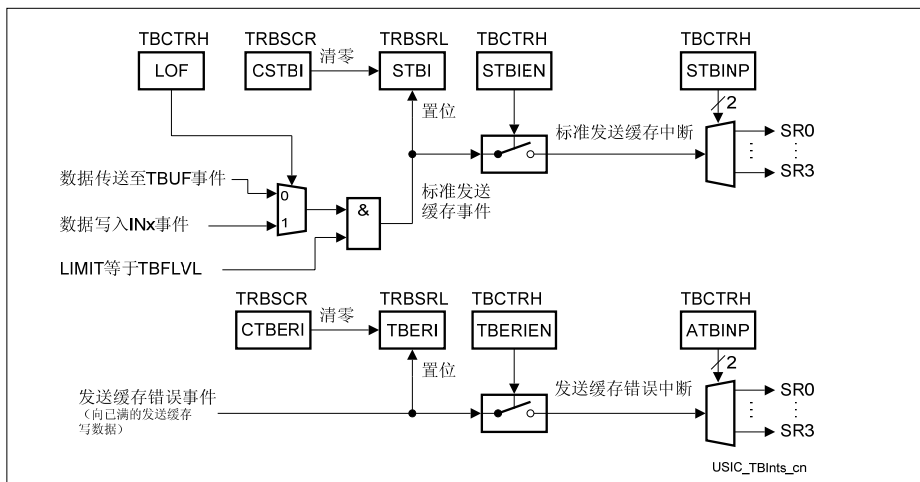 TBCTRH TRBSCR TRBSRL TBCTRH TBCTRH
LOF CSTBI 清零 STBI STBIEN STBINP
置位 2
标准发送缓存中断 SR0
SR3
数据传送至TBUF事件 0
标准发送
缓存事件
&
数据写入INx事件 1
LIMIT等于TBFLVL
TRBSCR TRBSRL TBCTRH TBCTRH
CTBERI 清零 TBERI TBERIEN ATBINP
置位 2
发送缓存错误事件
（向已满的发送缓存
写数据）
发送缓存错误中断 SR0
SR3
USIC_TBInts_cn